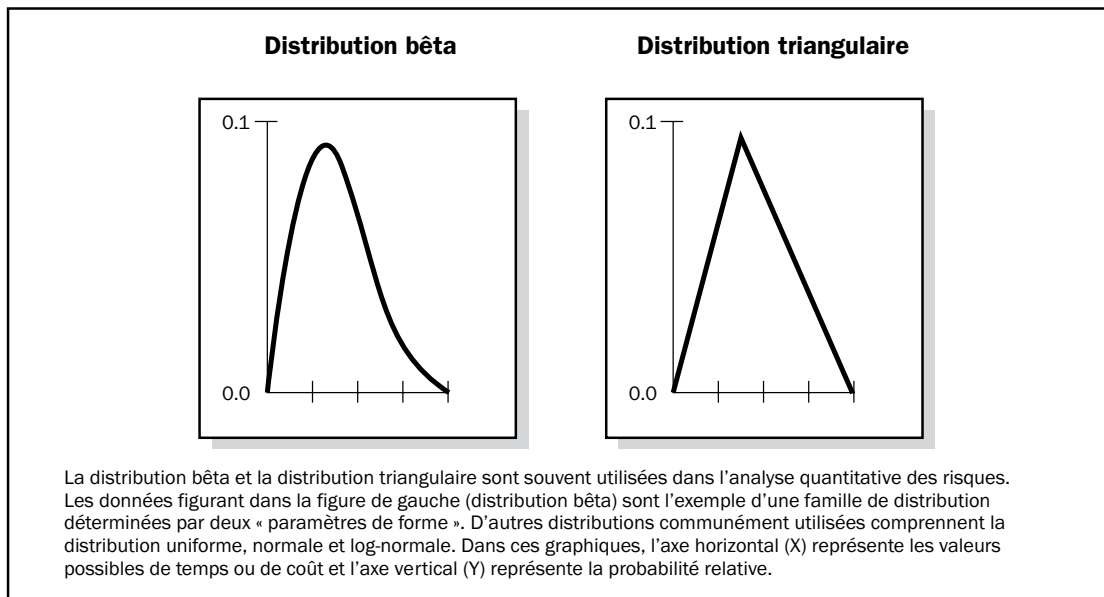 Distribution bêta
Distribution triangulaire
0.1
0.0
0.1
0.0
La distribution bêta et la distribution triangulaire sont souvent utilisées dans l’analyse quantitative des risques.
Les données figurant dans la figure de gauche (distribution bêta) sont l’exemple d’une famille de distribution
déterminées par deux « paramètres de forme ». D’autres distributions communément utilisées comprennent la
distribution uniforme, normale et log-normale. Dans ces graphiques, l’axe horizontal (X) représente les valeurs
possibles de temps ou de coût et l’axe vertical (Y) représente la probabilité relative.